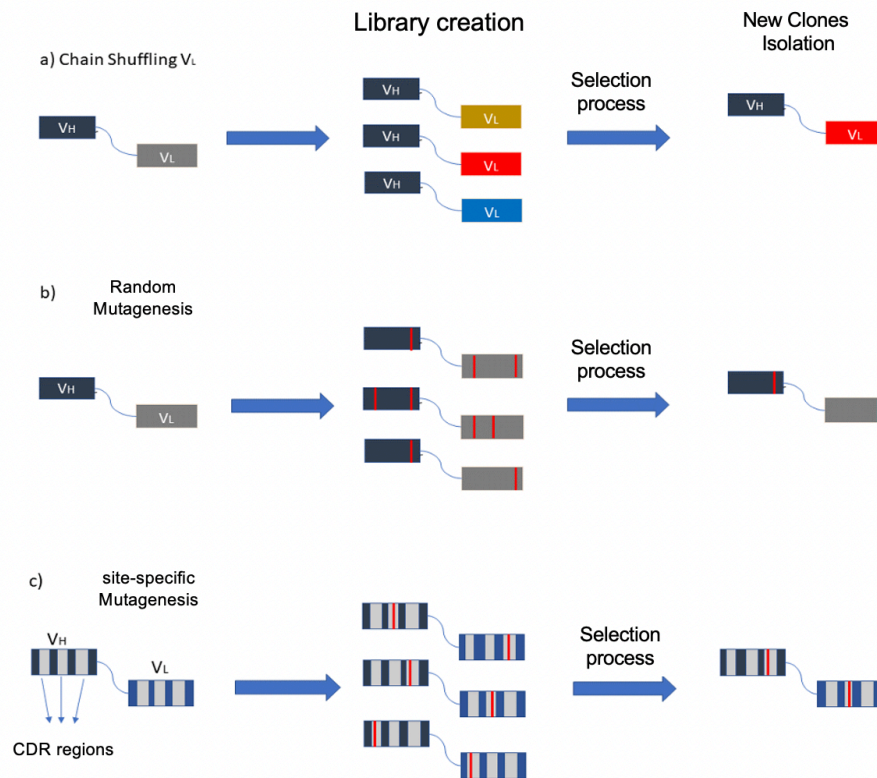 Library creation
New Clones
Isolation
a) Chain Shuffling VL
Selection
process
VH
VL
VH
VL
VH
VL
VH
VL
VH
VL
b)
Random
Mutagenesis
Selection
process
VH
VL
c)
site-specific
Mutagenesis
Selection
process
VH
VL
CDR regions